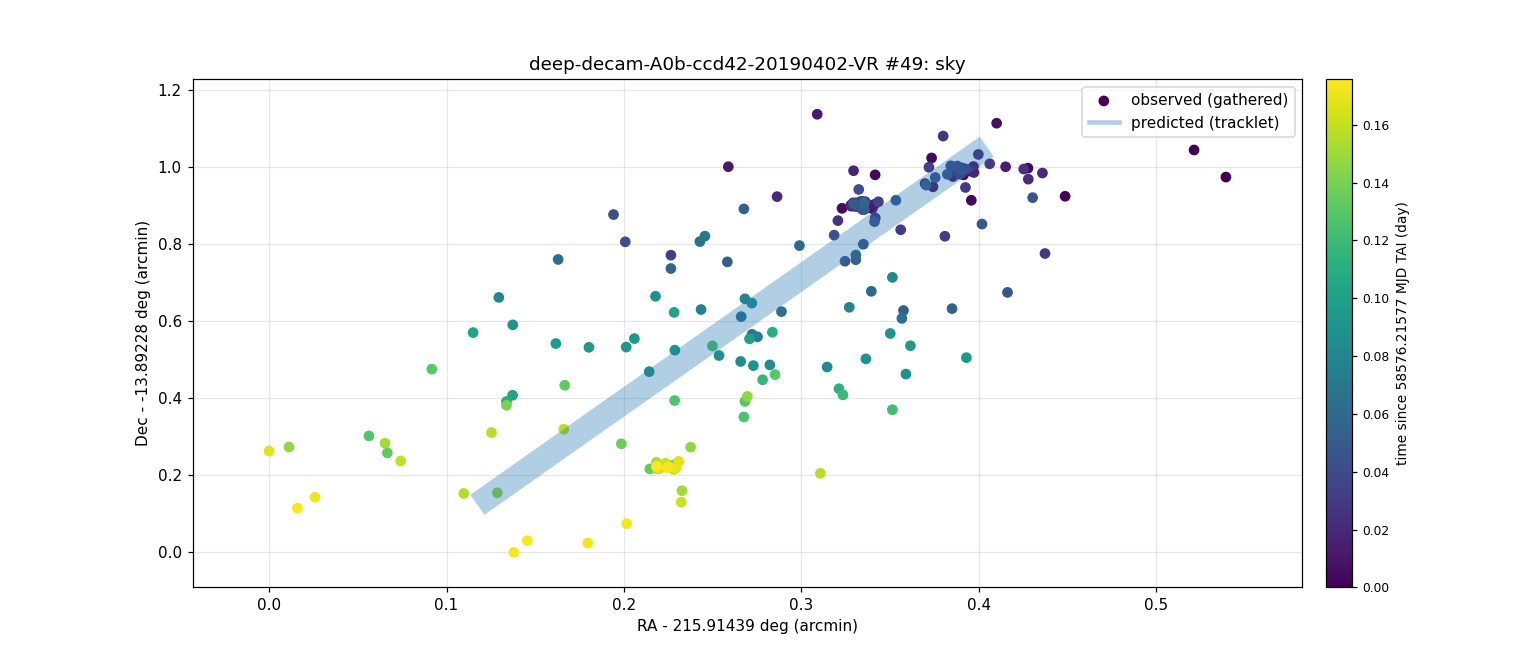 deep-decam-A0b-ccd42-20190402-VR #49: sky
observed (gathered)
predicted (tracklet)
1.2
1.0
0.8
0.6
0.4
0.2
0.0
Dec - -13.89228 deg (arcmin)
0.0 0.1 0.2 0.3 0.4 0.5
RA - 215.91439 deg (arcmin)
0.16
0.14
0.12
0.10
0.08
0.06
0.04
0.02
0.00
time since 58576.215777 MJD TAI (day)